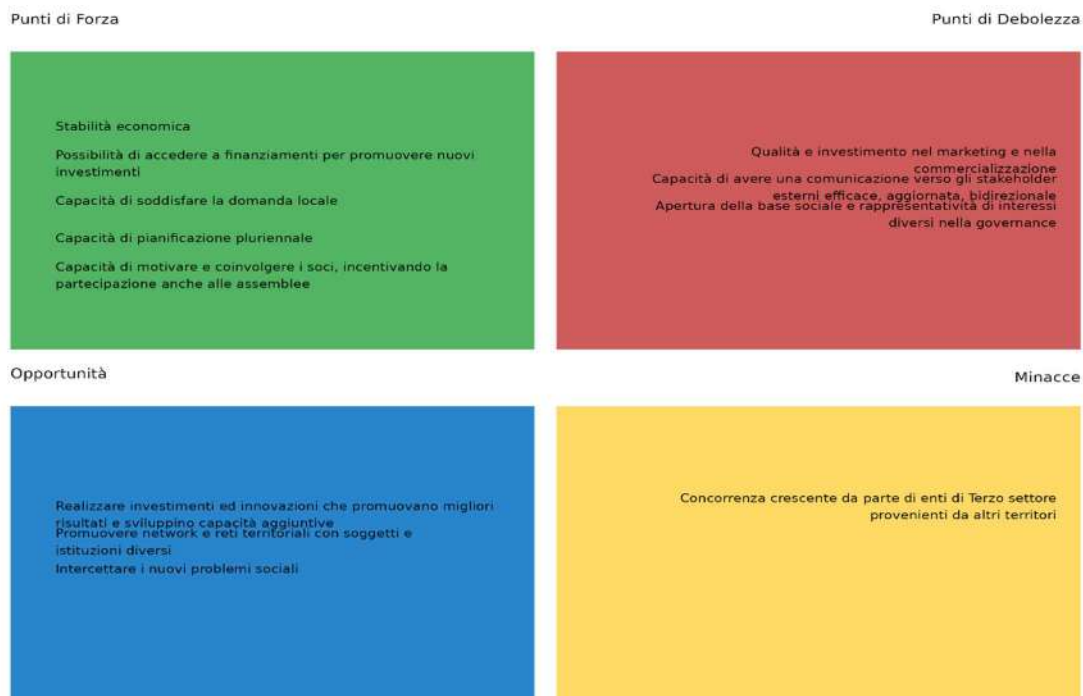 Punti di Forza
Punti di Debolezza
Stabilità economica
Possibilità di accedere a finanziamenti per promuovere nuovi
investimenti
Capacità di soddisfare la domanda locale
Capacità di pianificazione pluriennale
Capacità di motivare e coinvolgere i soci, incentivando la
partecipazione anche alle assemblee
Qualità e investimento nel marketing e nella
commercializzazione
Capacità di avere una comunicazione verso gli stakeholder
esterni efficace, aggiornata, bidirezionale
Apertura della base sociale e rappresentatività di interessi
diversi nella governance
Opportunità
Minacce
Realizzare investimenti ed innovazioni che promuovano migliori
risultati e sviluppino capacità aggiuntive
Promuovere network e reti territoriali con soggetti e
istituzioni diversi
Intercettare i nuovi problemi sociali
Concorrenza crescente da parte di enti di Terzo settore
provenienti da altri territori